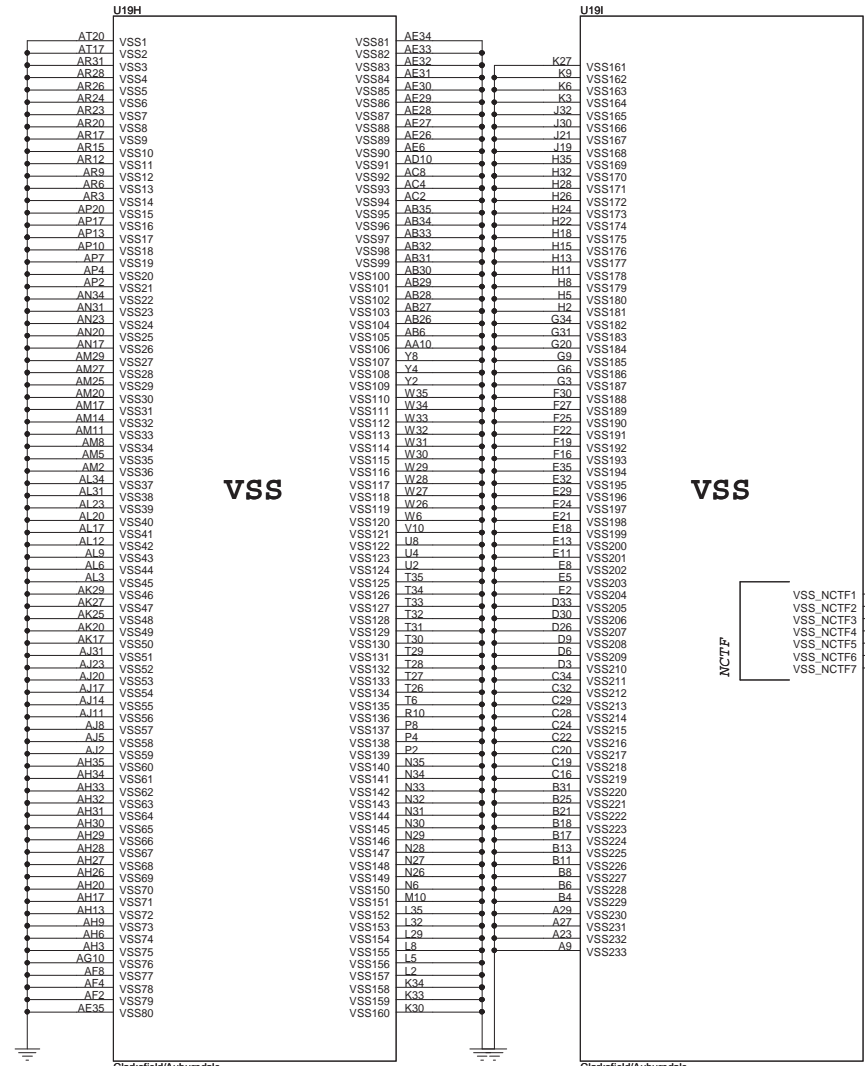 U19H
AT20 VSS1
AT17 VSS2
AR31 VSS3
AR28 VSS4
AR26 VSS5
AR24 VSS6
AR23 VSS7
AR20 VSS8
AR17 VSS9
AR15 VSS10
AR12 VSS11
AR9 VSS12
AR6 VSS13
AR3 VSS14
AP20 VSS15
AP17 VSS16
AP13 VSS17
AP10 VSS18
AP7 VSS19
AP4 VSS20
AP2 VSS21
AN34 VSS22
AN31 VSS23
AN23 VSS24
AN20 VSS25
AN17 VSS26
AM29 VSS27
AM27 VSS28
AM25 VSS29
AM20 VSS30
AM17 VSS31
AM14 VSS32
AM11 VSS33
AM8 VSS34
AM5 VSS35
AM2 VSS36
AL34 VSS37
AL31 VSS38
AL23 VSS39
AL20 VSS40
AL17 VSS41
AL12 VSS42
AL9 VSS43
AL6 VSS44
AL3 VSS45
AK29 VSS46
AK27 VSS47
AK25 VSS48
AK20 VSS49
AK17 VSS50
AJ31 VSS51
AJ23 VSS52
AJ20 VSS53
AJ17 VSS54
AJ14 VSS55
AJ11 VSS56
AJ8 VSS57
AJ5 VSS58
AJ2 VSS59
AH35 VSS60
AH34 VSS61
AH33 VSS62
AH32 VSS63
AH31 VSS64
AH30 VSS65
AH29 VSS66
AH28 VSS67
AH27 VSS68
AH26 VSS69
AH20 VSS70
AH17 VSS71
AH13 VSS72
AH9 VSS73
AH6 VSS74
AH3 VSS75
AG10 VSS76
AF8 VSS77
AF4 VSS78
AF2 VSS79
AE35 VSS80
VSS
VSS81 AE34
VSS82 AE33
VSS83 AE32
VSS84 AE31
VSS85 AE30
VSS86 AE29
VSS87 AE28
VSS88 AE27
VSS89 AE26
VSS90 AE6
VSS91 AD10
VSS92 AC8
VSS93 AC4
VSS94 AC2
VSS95 AB35
VSS96 AB34
VSS97 AB33
VSS98 AB32
VSS99 AB31
VSS100 AB30
VSS101 AB29
VSS102 AB28
VSS103 AB27
VSS104 AB26
VSS105 AB6
VSS106 AA10
VSS107 Y8
VSS108 Y4
VSS109 Y2
VSS110 W35
VSS111 W34
VSS112 W33
VSS113 W32
VSS114 W31
VSS115 W30
VSS116 W29
VSS117 W28
VSS118 W27
VSS119 W26
VSS120 W6
VSS121 V10
VSS122 U8
VSS123 U4
VSS124 U2
VSS125 T35
VSS126 T34
VSS127 T33
VSS128 T32
VSS129 T31
VSS130 T30
VSS131 T29
VSS132 T28
VSS133 T27
VSS134 T26
VSS135 T6
VSS136 R10
VSS137 P8
VSS138 P4
VSS139 P2
VSS140 N35
VSS141 N34
VSS142 N33
VSS143 N32
VSS144 N31
VSS145 N30
VSS146 N29
VSS147 N28
VSS148 N27
VSS149 N26
VSS150 N6
VSS151 M10
VSS152 L35
VSS153 L32
VSS154 L29
VSS155 L8
VSS156 L5
VSS157 L2
VSS158 K34
VSS159 K33
VSS160 K30
U19I
K27 VSS161
K9 VSS162
K6 VSS163
K3 VSS164
J32 VSS165
J30 VSS166
J21 VSS167
J19 VSS168
H35 VSS169
H32 VSS170
H28 VSS171
H26 VSS172
H24 VSS173
H22 VSS174
H18 VSS175
H15 VSS176
H13 VSS177
H11 VSS178
H8 VSS179
H5 VSS180
H2 VSS181
G34 VSS182
G31 VSS183
G20 VSS184
G9 VSS185
G6 VSS186
G3 VSS187
F30 VSS188
F27 VSS189
F25 VSS190
F22 VSS191
F19 VSS192
F16 VSS193
E35 VSS194
E32 VSS195
E29 VSS196
E24 VSS197
E21 VSS198
E18 VSS199
E13 VSS200
E11 VSS201
E8 VSS202
E5 VSS203
E2 VSS204
D33 VSS205
D30 VSS206
D26 VSS207
D9 VSS208
D6 VSS209
D3 VSS210
C34 VSS211
C32 VSS212
C29 VSS213
C28 VSS214
C24 VSS215
C22 VSS216
C20 VSS217
C19 VSS218
C16 VSS219
B31 VSS220
B25 VSS221
B21 VSS222
B18 VSS223
B17 VSS224
B13 VSS225
B11 VSS226
B8 VSS227
B6 VSS228
B4 VSS229
A29 VSS230
A27 VSS231
A23 VSS232
A9 VSS233
VSS
NCTF
VSS_NCTF1
VSS_NCTF2
VSS_NCTF3
VSS_NCTF4
VSS_NCTF5
VSS_NCTF6
VSS_NCTF7